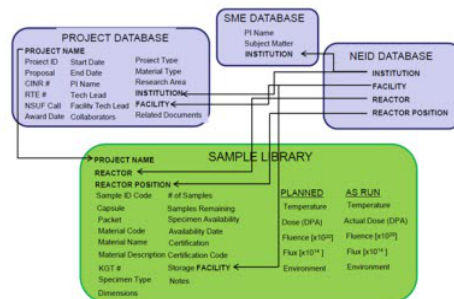 PROJECT DATABASE
PROJECT NAME
Project ID Start Date Project Type
Proposal End Date Material Type
CINR # PI Name Research Area
RTE # Tech Lead INSTITUTION
NSUF Call Facility Tech Lead FACILITY
Award Date Collaborators Related Documents
SME DATABASE
PI Name
Subject Matter
INSTITUTION
NEID DATABASE
INSTITUTION
FACILITY
REACTOR
REACTOR POSITION
SAMPLE LIBRARY
PROJECT NAME
REACTOR
REACTOR POSITION
Sample ID Code # of Samples
Capsule Samples Remaining
Packet Specimen Availability
Material Code Availability Date
Material Name Certification
Material Description Certification Code
KGT # Storage FACILITY
Specimen Type Notes
Dimensions
PLANNED AS RUN
Temperature Temperature
Dose (DPA) Actual Dose (DPA)
Fluence [x10²⁰] Fluence [x10²⁰]
Flux [x10¹⁴ ] Flux [x10¹⁴ ]
Environment Environment